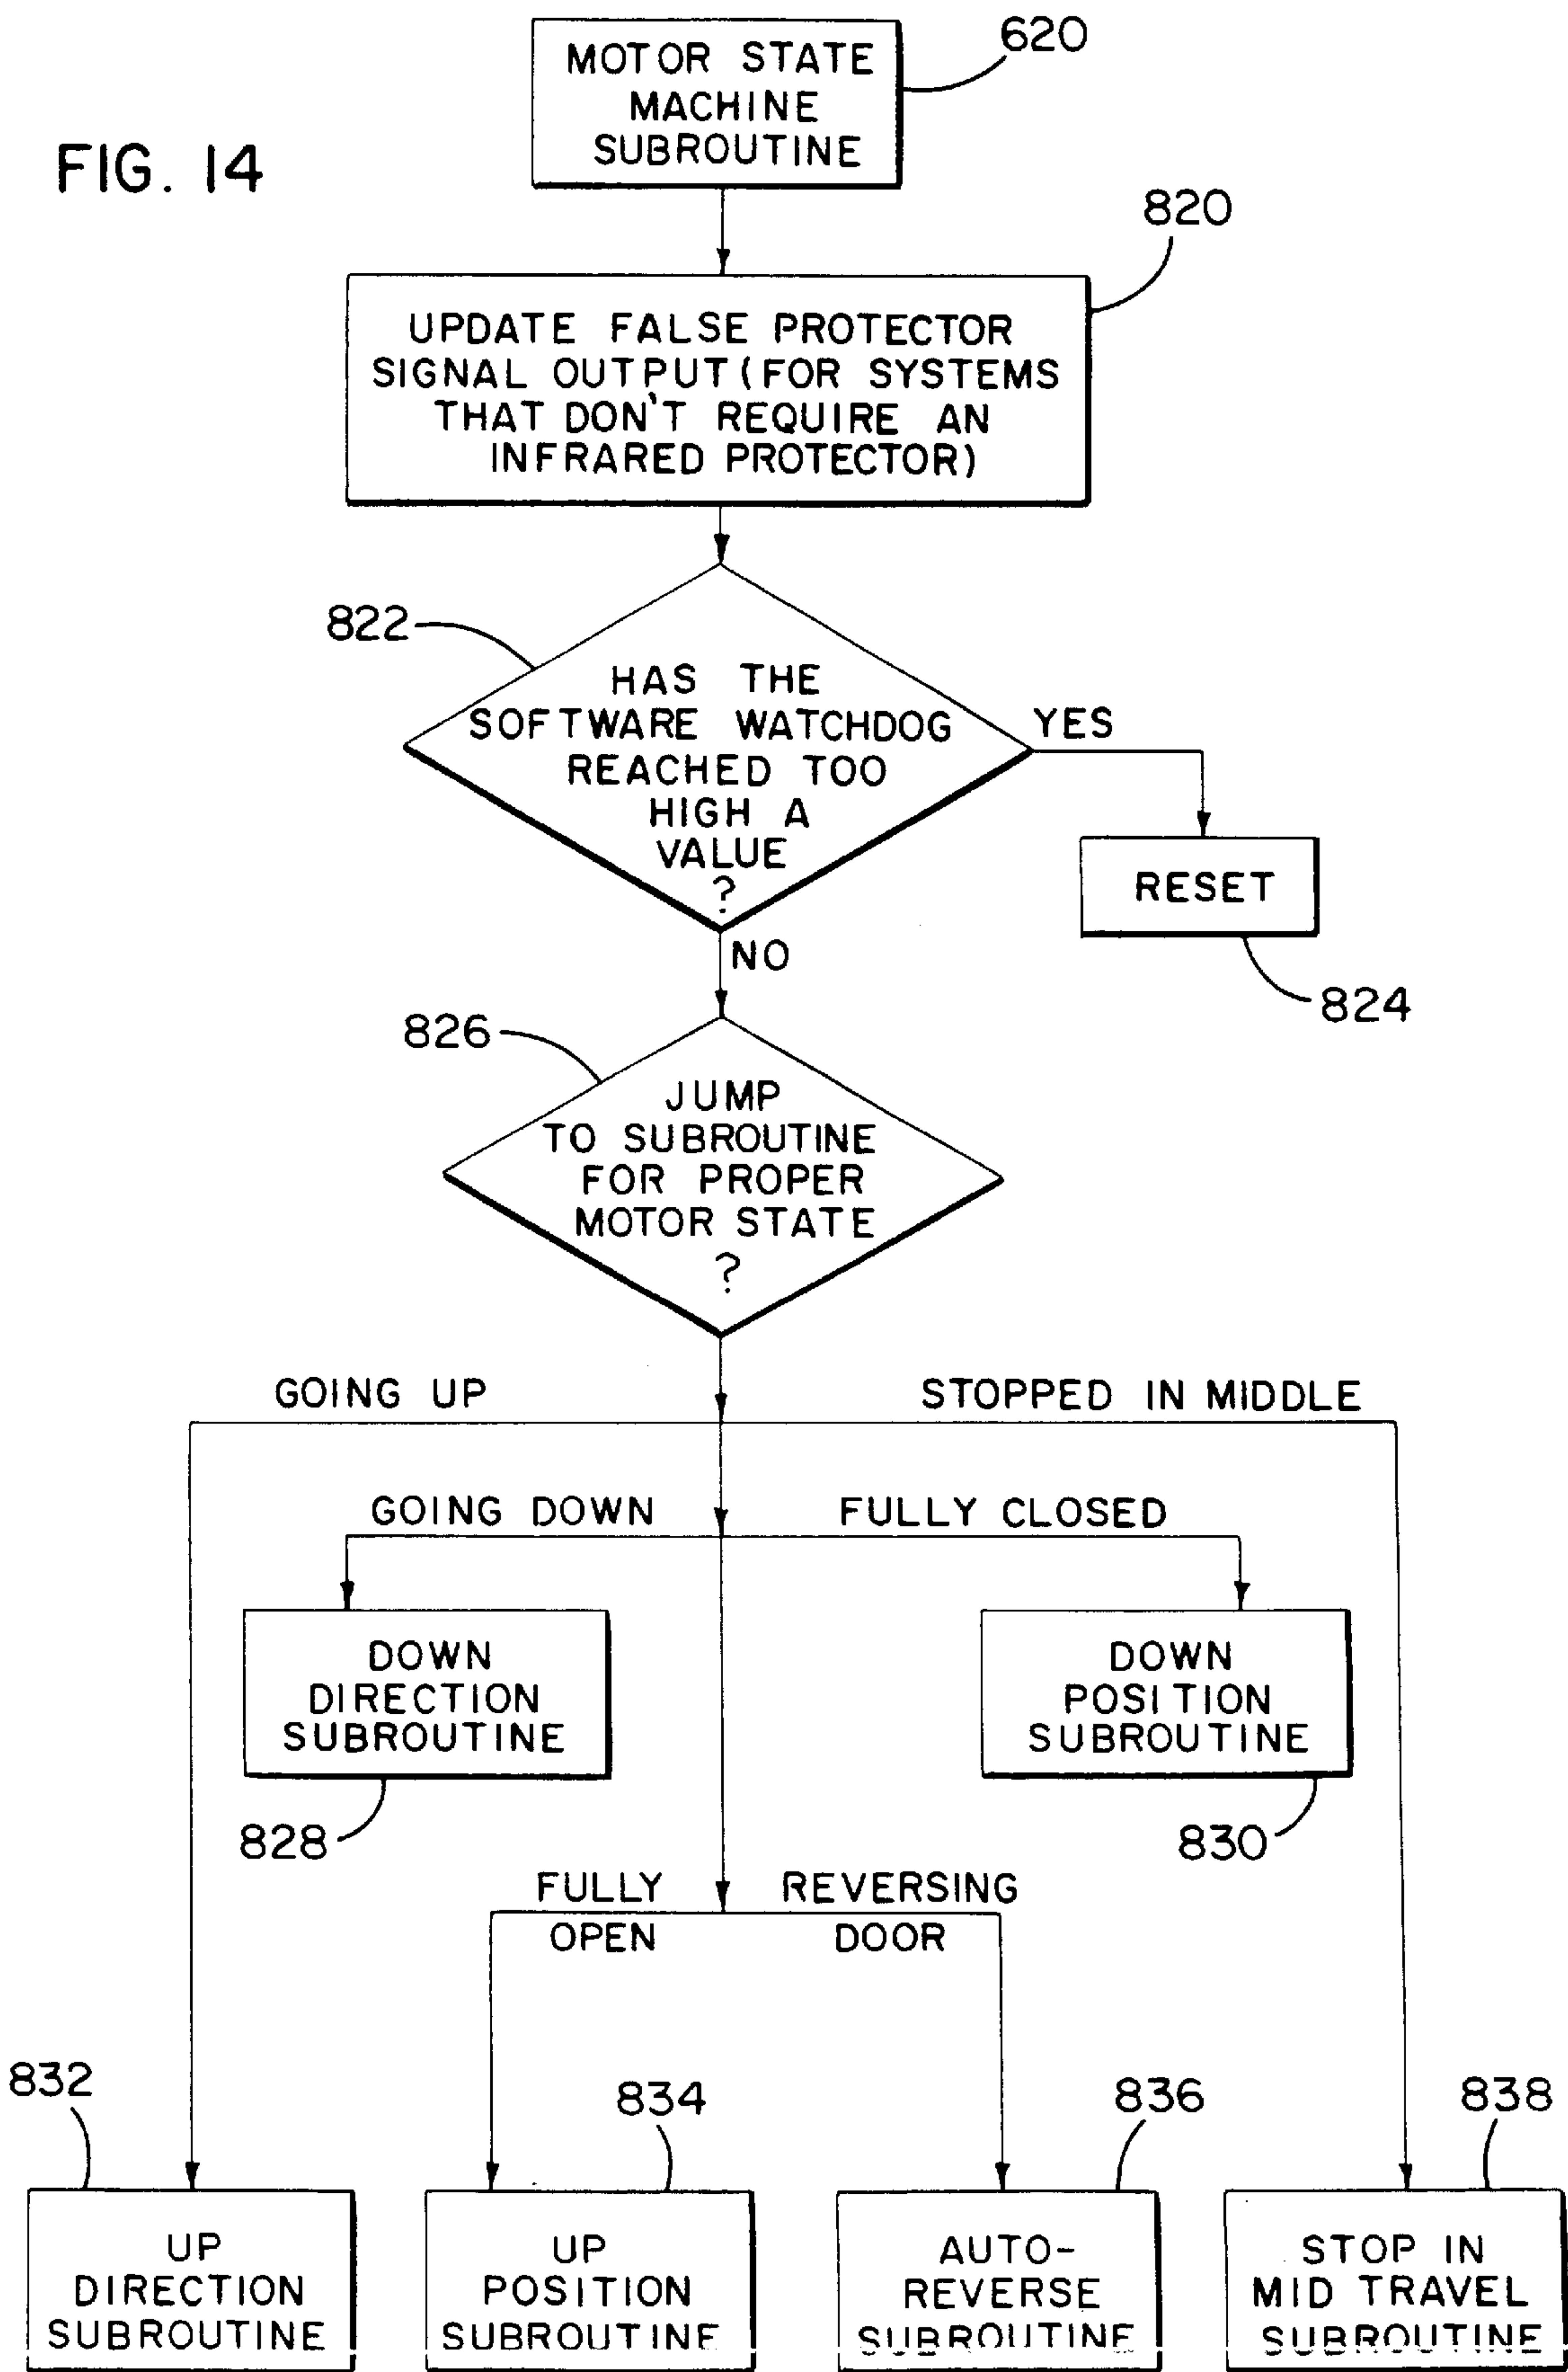 FIG. 14
MOTOR STATE
MACHINE
SUBROUTINE
620
820
UPDATE FALSE PROTECTOR
SIGNAL OUTPUT (FOR SYSTEMS
THAT DON'T REQUIRE AN
INFRARED PROTECTOR)
822
HAS THE
SOFTWARE WATCHDOG
REACHED TOO
HIGH A
VALUE
?
YES
RESET
824
NO
826
JUMP
TO SUBROUTINE
FOR PROPER
MOTOR STATE
?
GOING UP
STOPPED IN MIDDLE
GOING DOWN
FULLY CLOSED
DOWN
DIRECTION
SUBROUTINE
828
DOWN
POSITION
SUBROUTINE
830
FULLY
OPEN
REVERSING
DOOR
832
834
836
838
UP
DIRECTION
SUBROUTINE
UP
POSITION
SUBROUTINE
AUTO-
REVERSE
SUBROUTINE
STOP IN
MID TRAVEL
SUBROUTINE